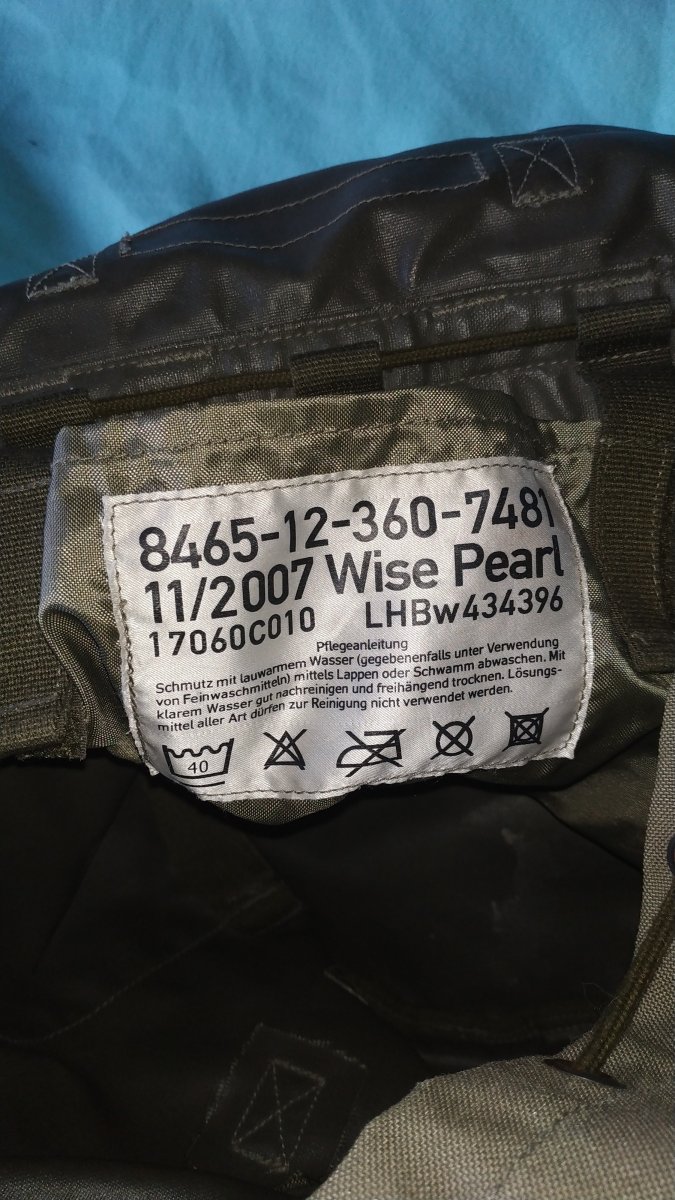 8465-12-360-7481
11/2007 Wise Pearl
17060C010 LHBw434396
Pflegeanleitung
Schmutz mit lauwarmem Wasser (gegebenenfalls unter Verwendung
von Feinwaschmitteln) mittels Lappen oder Schwamm abwaschen. Mit
klarem Wasser gut nachreinigen und freihängend trocknen. Lösungs-
mittel aller Art dürfen zur Reinigung nicht verwendet werden.
40